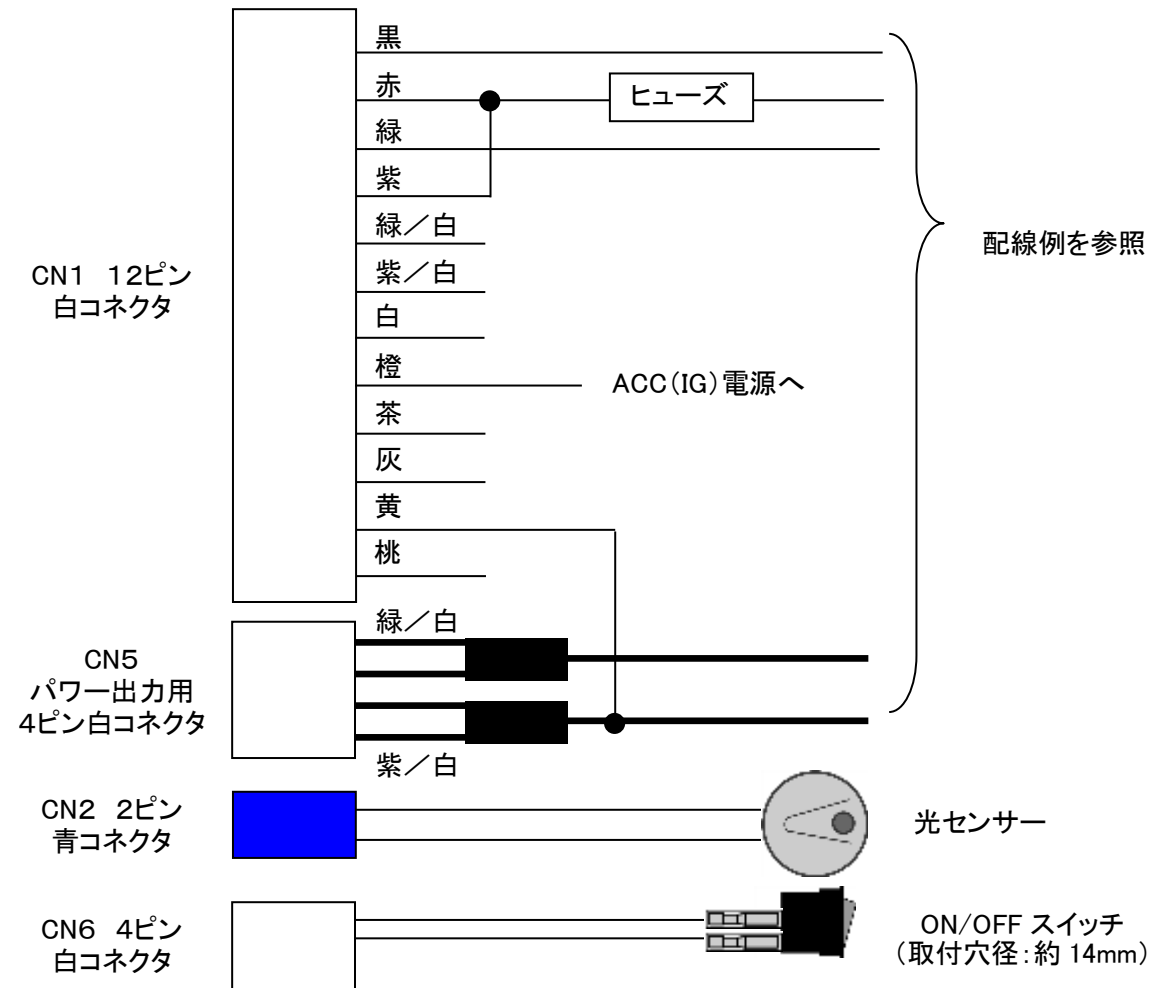 黒
赤
ヒューズ
緑
紫
緑／白
配線例を参照
紫／白
CN1　12ピン
白コネクタ
白
橙
ACC(IG)電源へ
茶
灰
黄
桃
緑／白
CN5
パワー出力用
4ピン白コネクタ
紫／白
CN2　2ピン
青コネクタ
光センサー
CN6　4ピン
白コネクタ
ON/OFF スイッチ
（取付穴径：約 14mm）